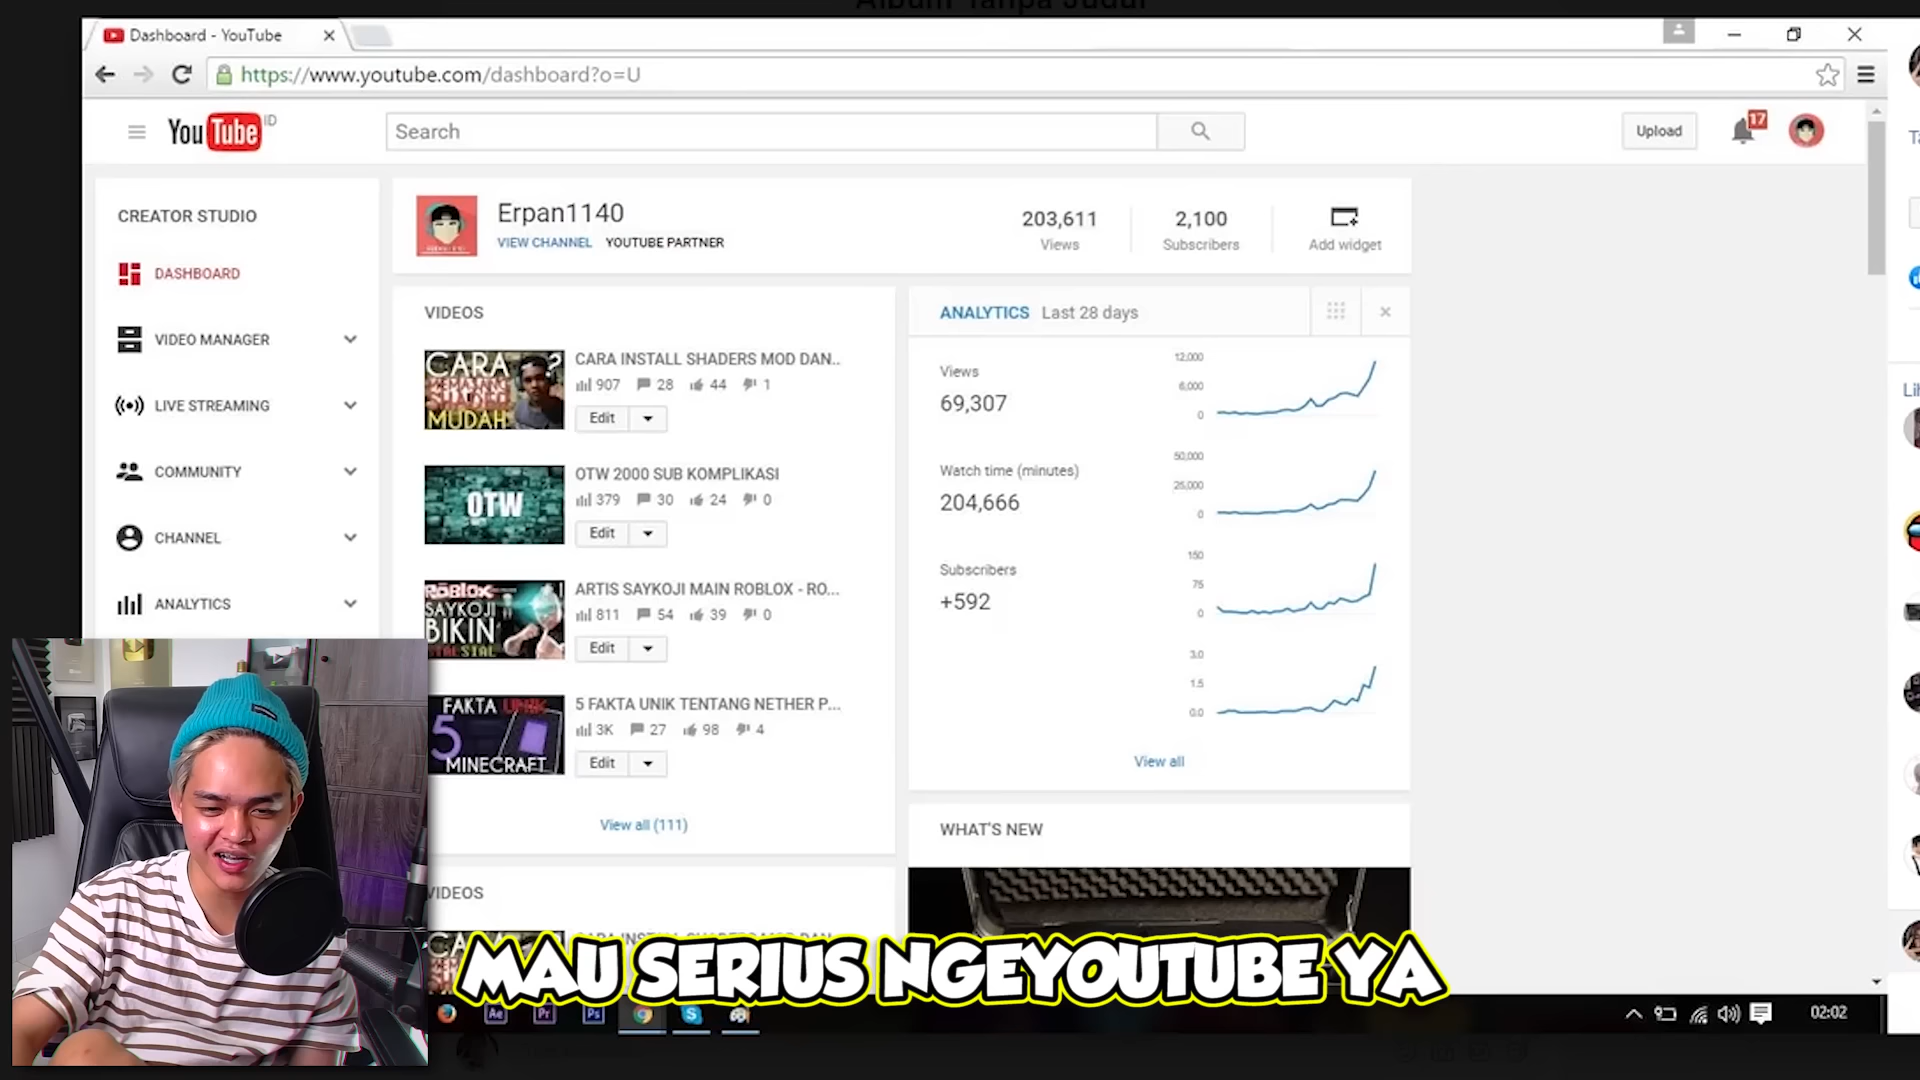 Album Tanpa Judul
Dashboard - YouTube
https://www.youtube.com/dashboard?o=U
YouTube ID
Search
Upload
17
CREATOR STUDIO
DASHBOARD
VIDEO MANAGER
LIVE STREAMING
COMMUNITY
CHANNEL
ANALYTICS
Erpan1140
VIEW CHANNEL YOUTUBE PARTNER
203,611
Views
2,100
Subscribers
Add widget
VIDEOS
CARA ?
MUDAH
CARA INSTALL SHADERS MOD DAN..
907 28 44 1
Edit
OTW
OTW 2000 SUB KOMPLIKASI
379 30 24 0
Edit
ROBLOX
SAYKOJI
BIKIN
ARTIS SAYKOJI MAIN ROBLOX - RO...
811 54 39 0
Edit
FAKTA UNIK
5
MINECRAFT
5 FAKTA UNIK TENTANG NETHER P...
3K 27 98 4
Edit
View all (111)
VIDEOS
ANALYTICS Last 28 days
Views
69,307
12,000
6,000
0
Watch time (minutes)
204,666
50,000
25,000
0
Subscribers
+592
150
75
0
3.0
1.5
0.0
View all
WHAT'S NEW
MAU SERIUS NGEYOUTUBE YA
Ae Pr Ps
02:02